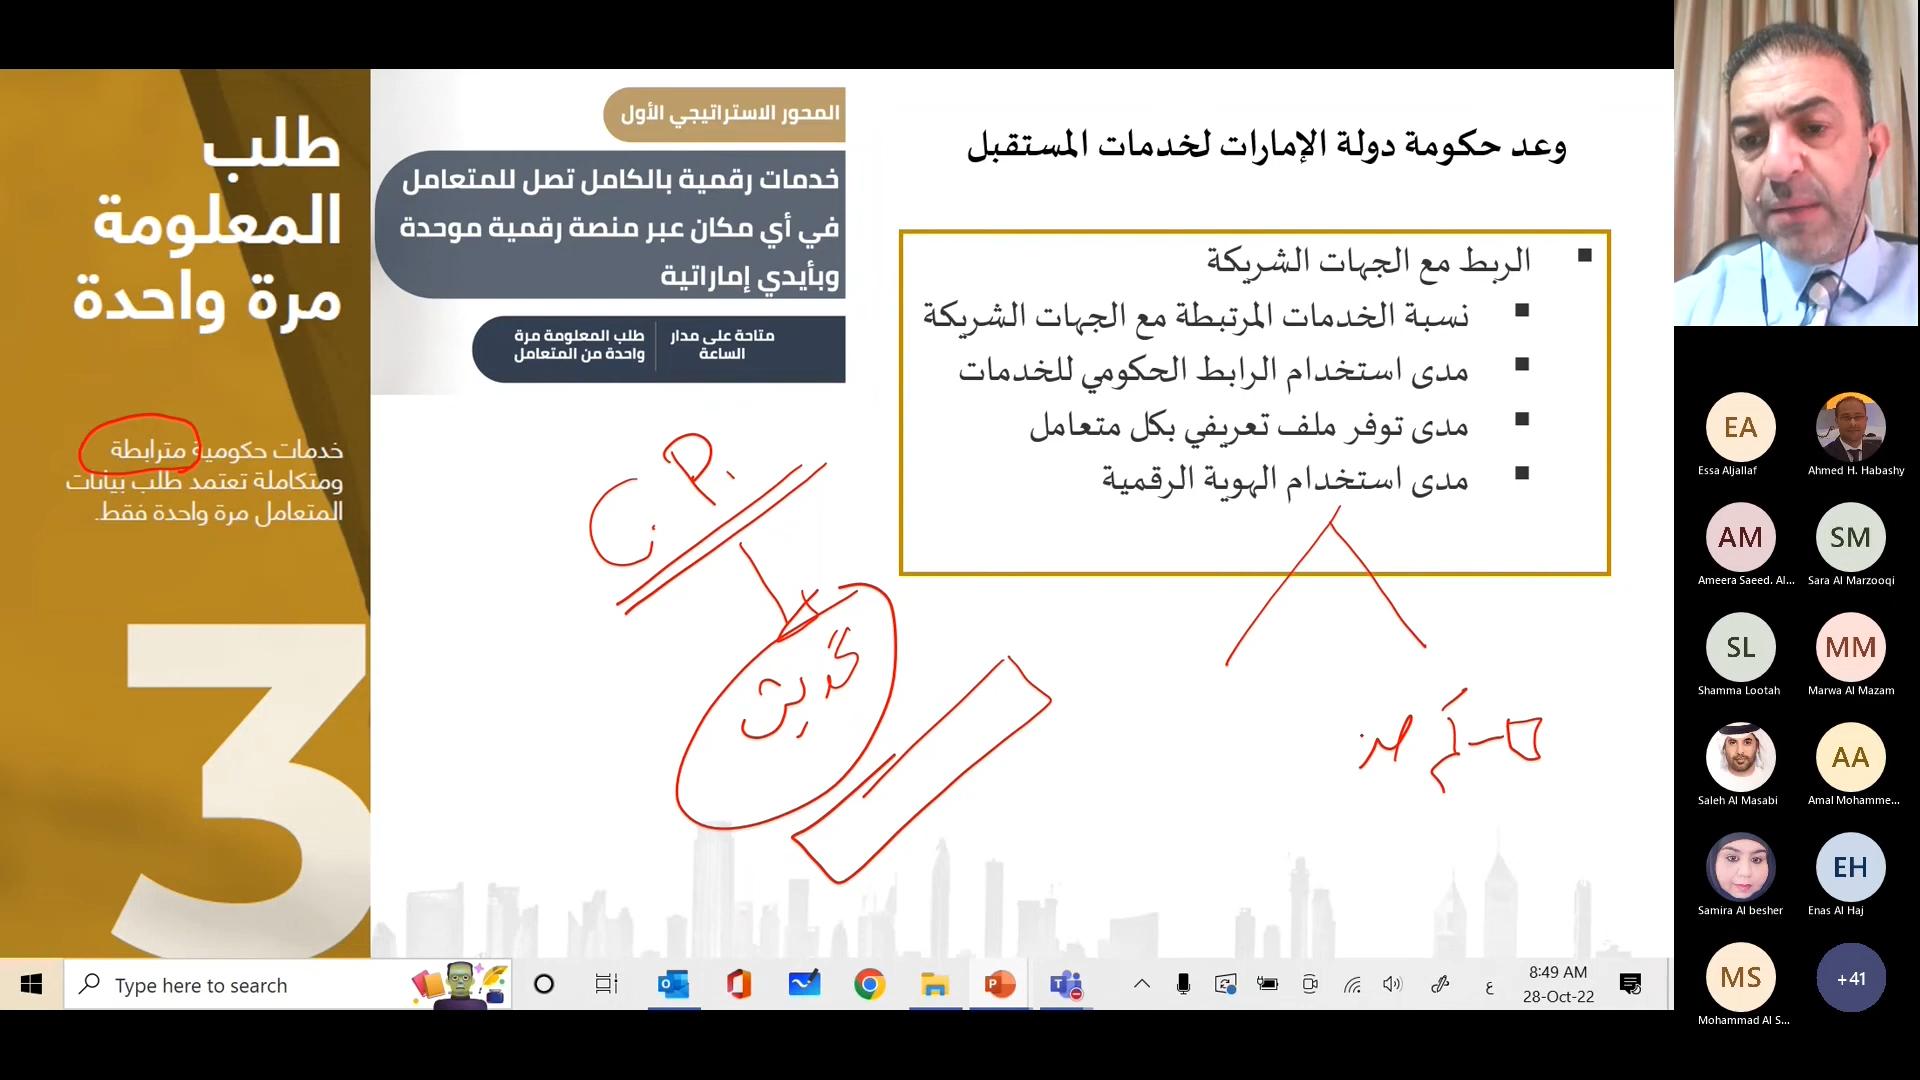 وعد حكومة دولة الإمارات لخدمات المستقبل
الربط مع الجهات الشريكة
نسبة الخدمات المرتبطة مع الجهات الشريكة
مدى استخدام الرابط الحكومي للخدمات
مدى توفر ملف تعريفي بكل متعامل
مدى استخدام الهوية الرقمية
المحور الاستراتيجي الأول
خدمات رقمية بالكامل تصل للمتعامل
في أي مكان عبر منصة رقمية موحدة
وبأيدي إماراتية
متاحة على مدار
الساعة
طلب المعلومة مرة
واحدة من المتعامل
C. P.
طلب
المعلومة
مرة واحدة
خدمات حكومية مترابطة
ومتكاملة تعتمد طلب بيانات
المتعامل مرة واحدة فقط.
3
EA
Essa Aljallaf
Ahmed H. Habashy
AM
Ameera Saeed. Al...
SM
Sara Al Marzooqi
SL
Shamma Lootah
MM
Marwa Al Mazam
Saleh Al Masabi
AA
Amal Mohamme...
Samira Al besher
EH
Enas Al Haj
MS
Mohammad Al S...
+41
Type here to search
ع
8:49 AM
28-Oct-22